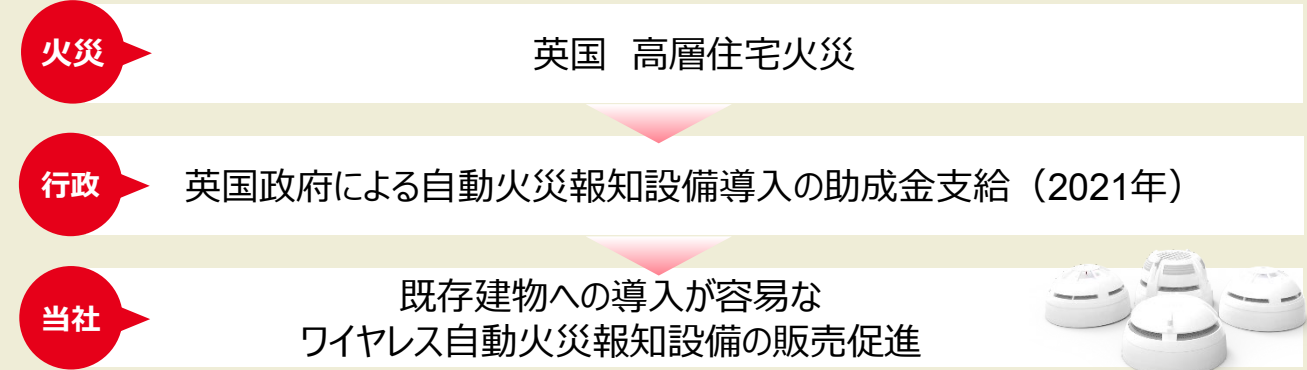 火災
英国　高層住宅火災
行政
英国政府による自動火災報知設備導入の助成金支給（2021年）
当社
既存建物への導入が容易な
ワイヤレス自動火災報知設備の販売促進